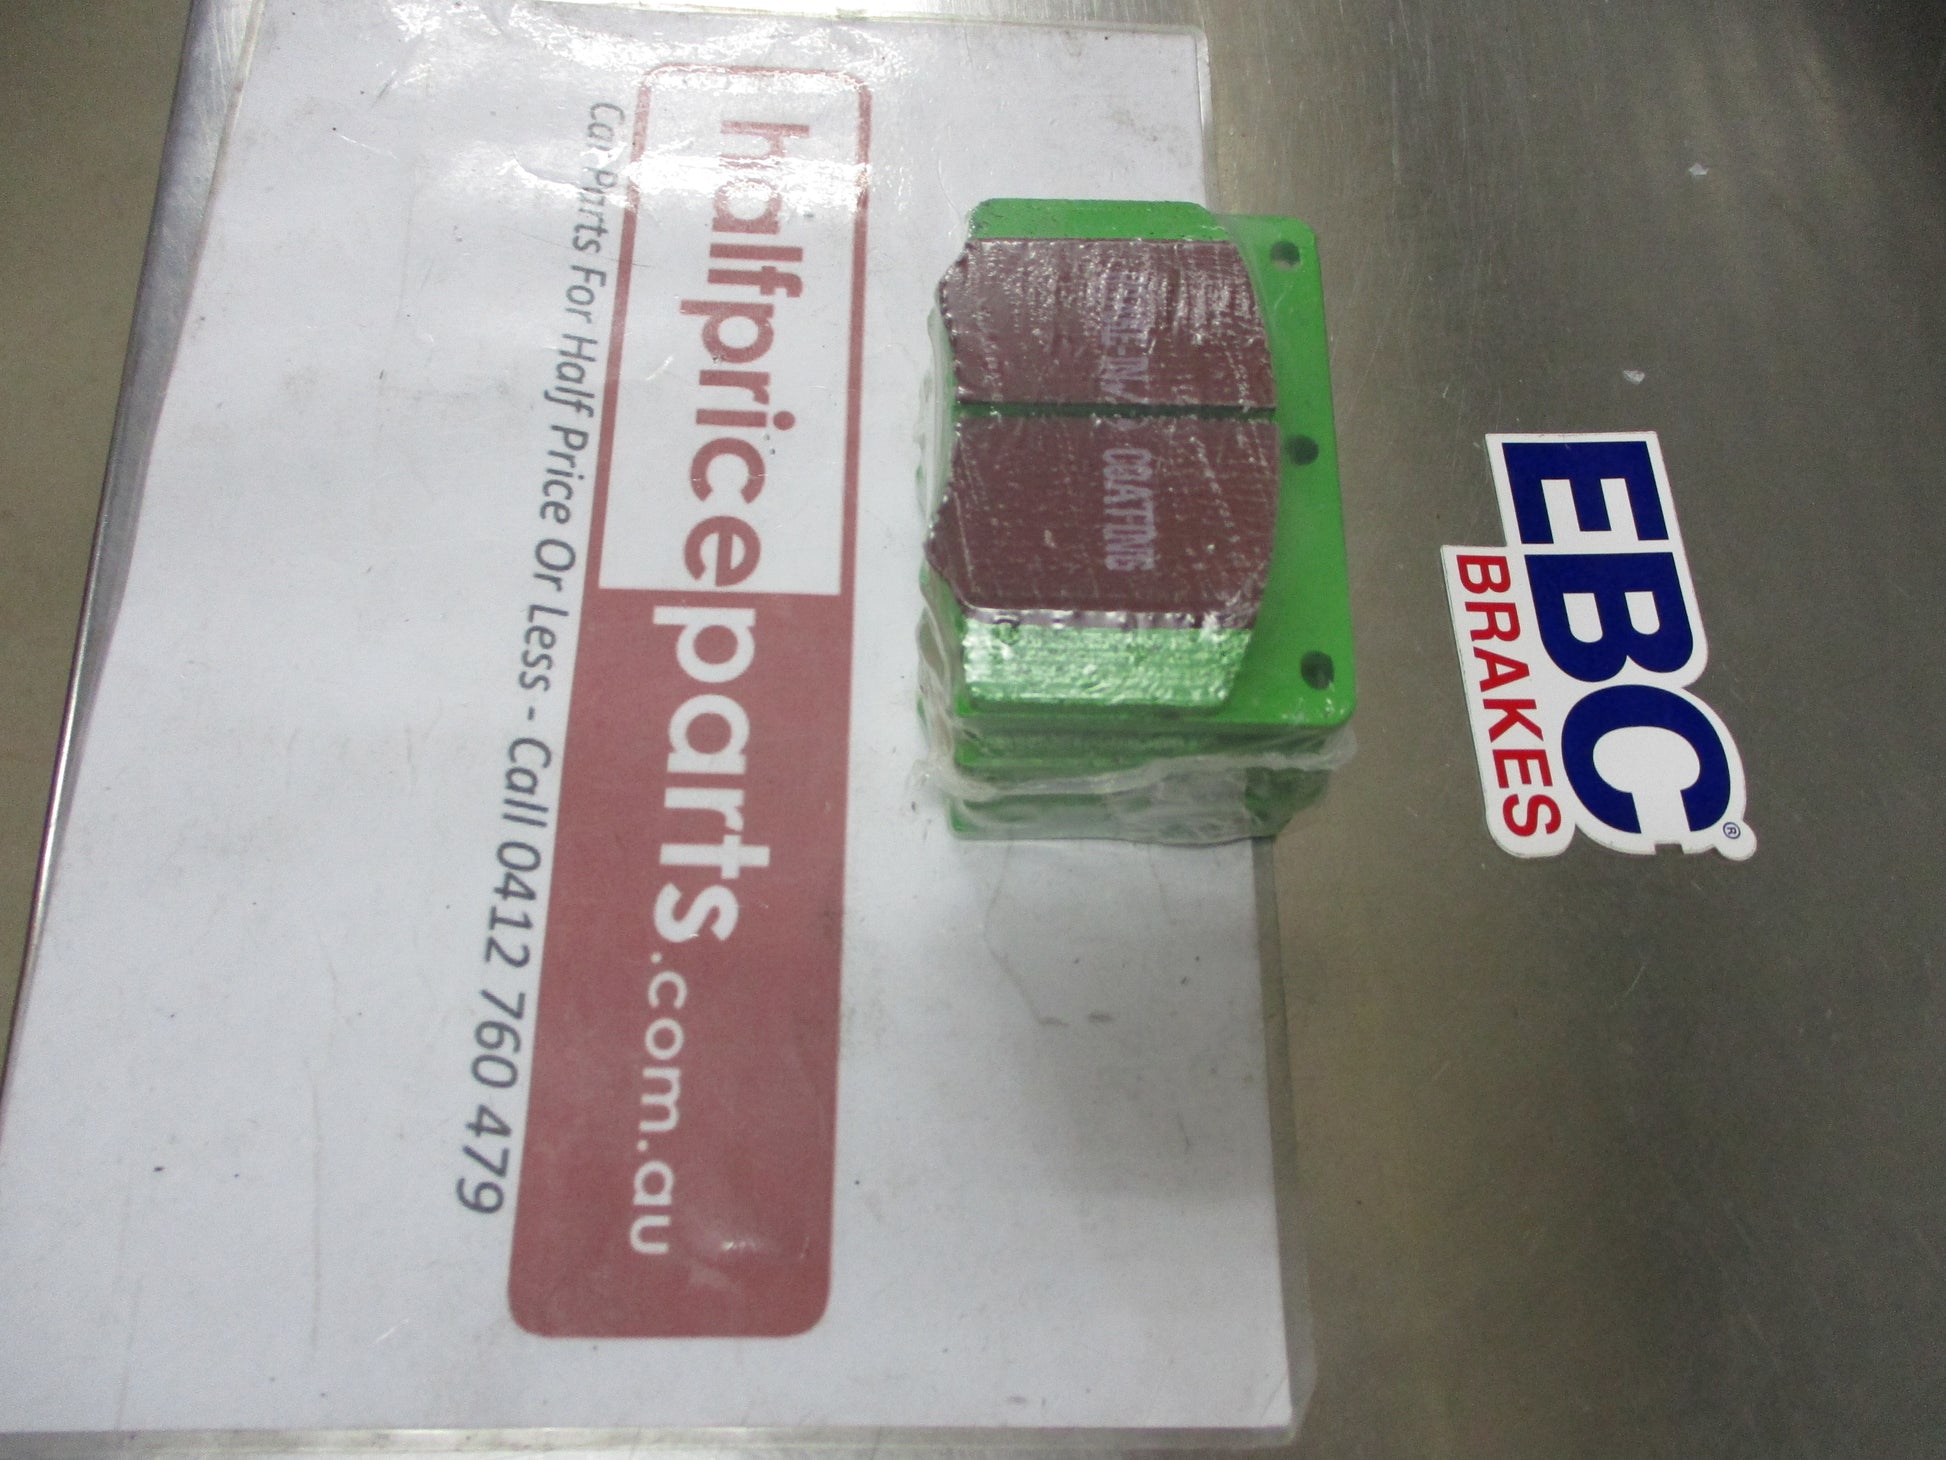 halfpriceparts.com.au
Car Parts For Half Price Or Less - Call 0412 760 479
COATING
EBC®
BRAKES